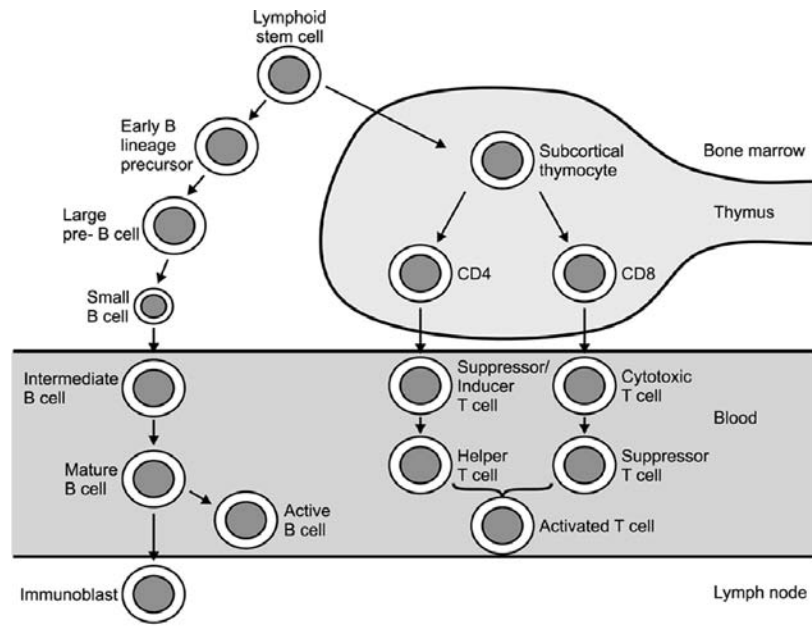 Lymphoid
stem cell
Early B
lineage
precursor
Large
pre- B cell
Small
B cell
Subcortical
thymocyte
Bone marrow
Thymus
CD4
CD8
Intermediate
B cell
Suppressor/
Inducer
T cell
Cytotoxic
T cell
Blood
Mature
B cell
Active
B cell
Helper
T cell
Suppressor
T cell
Activated T cell
Immunoblast
Lymph node